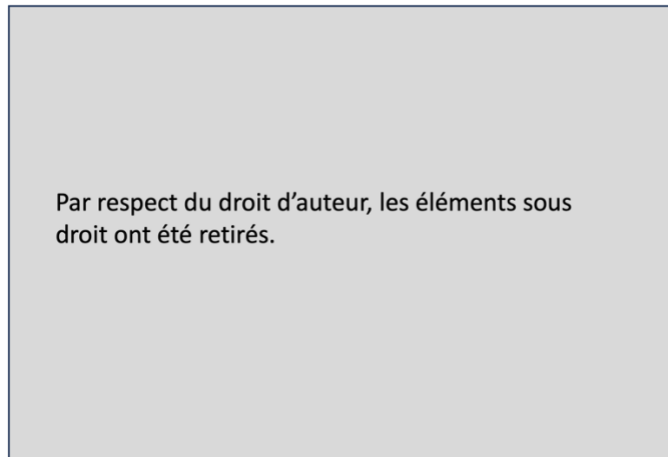 Par respect du droit d’auteur, les éléments sous
droit ont été retirés.